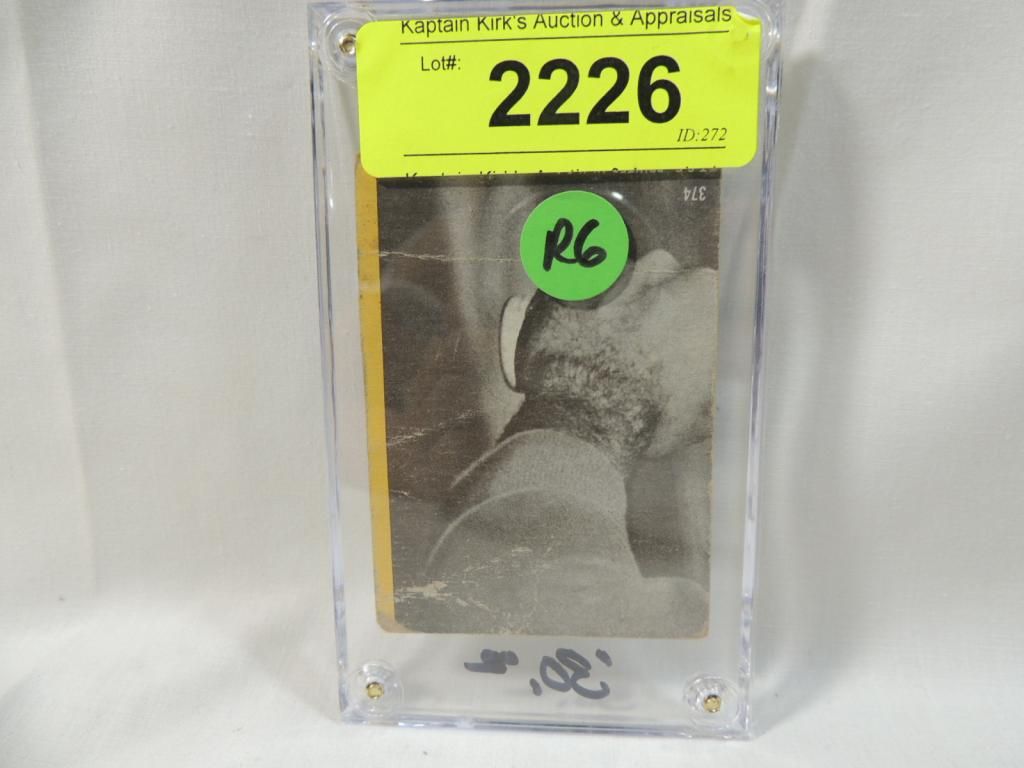 Kaptain Kirk's Auction & Appraisals
Lot#:
2226
ID:272
374
R6